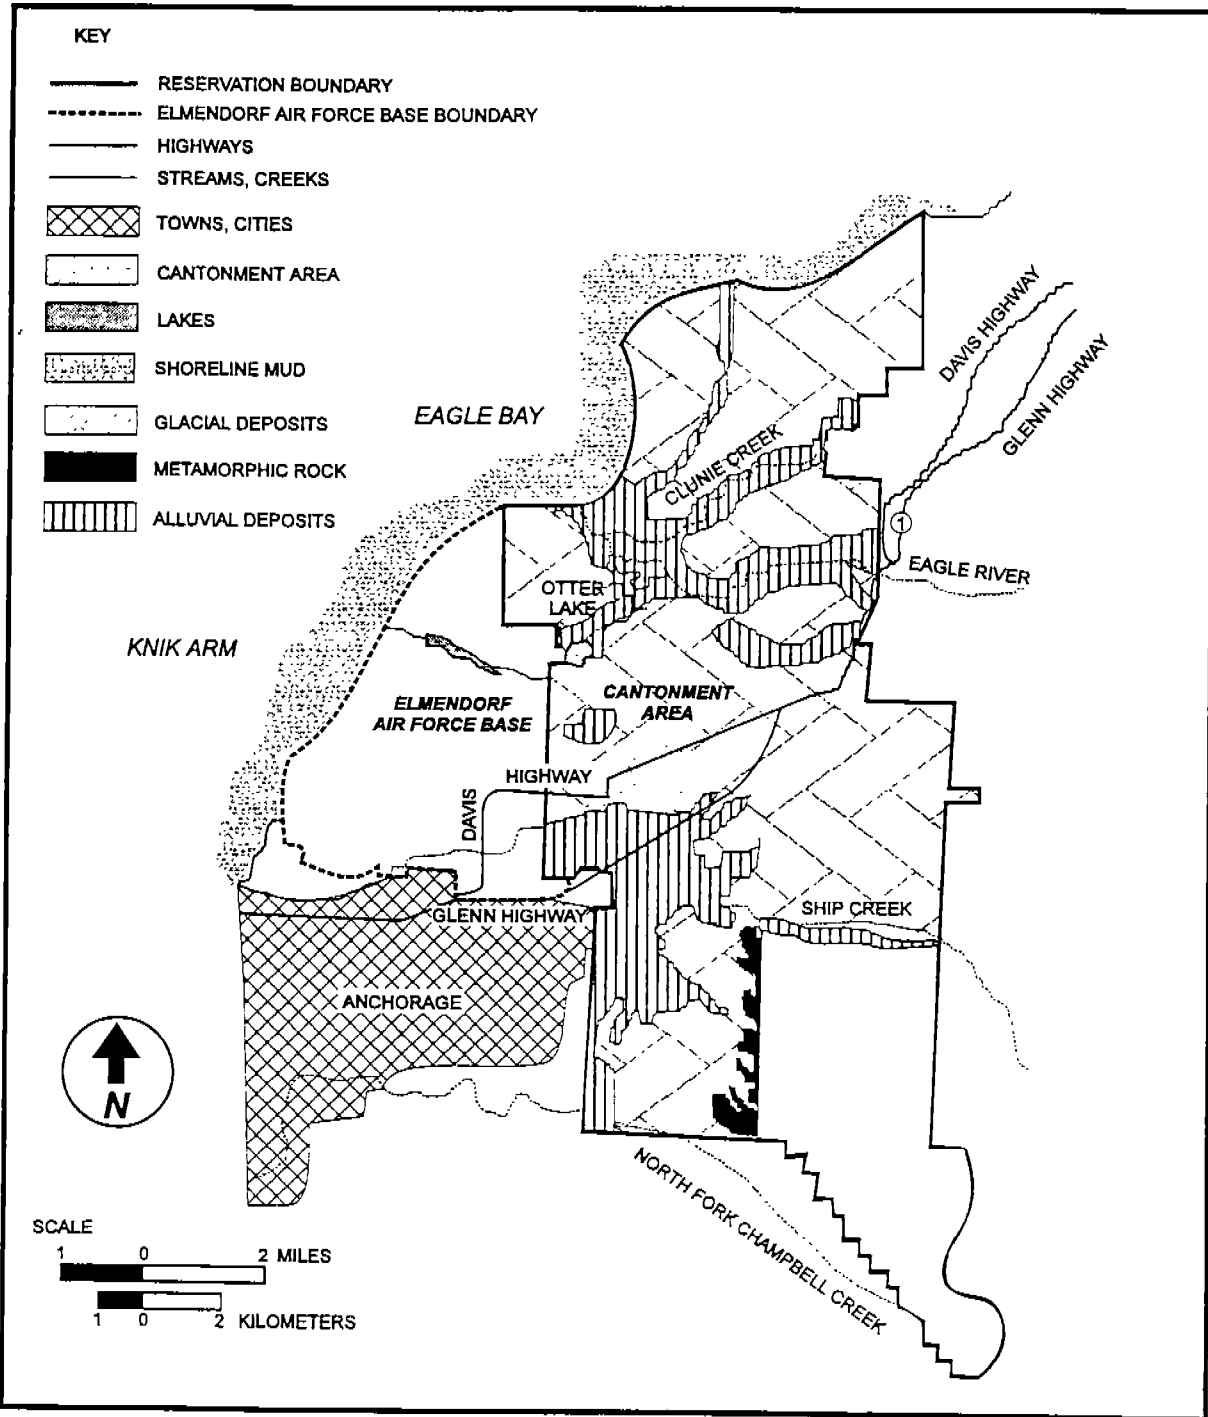 KEY
RESERVATION BOUNDARY
ELMENDORF AIR FORCE BASE BOUNDARY
HIGHWAYS
STREAMS, CREEKS
TOWNS, CITIES
CANTONMENT AREA
LAKES
SHORELINE MUD
GLACIAL DEPOSITS
METAMORPHIC ROCK
ALLUVIAL DEPOSITS
DAVIS HIGHWAY
GLENN HIGHWAY
EAGLE BAY
CLUNIE CREEK
1
EAGLE RIVER
OTTER
LAKE
KNIK ARM
ELMENDORF
AIR FORCE BASE
CANTONMENT
AREA
HIGHWAY
DAVIS
GLENN HIGHWAY
SHIP CREEK
ANCHORAGE
N
NORTH FORK CHAMPBELL CREEK
SCALE
1 0 2 MILES
1 0 2 KILOMETERS